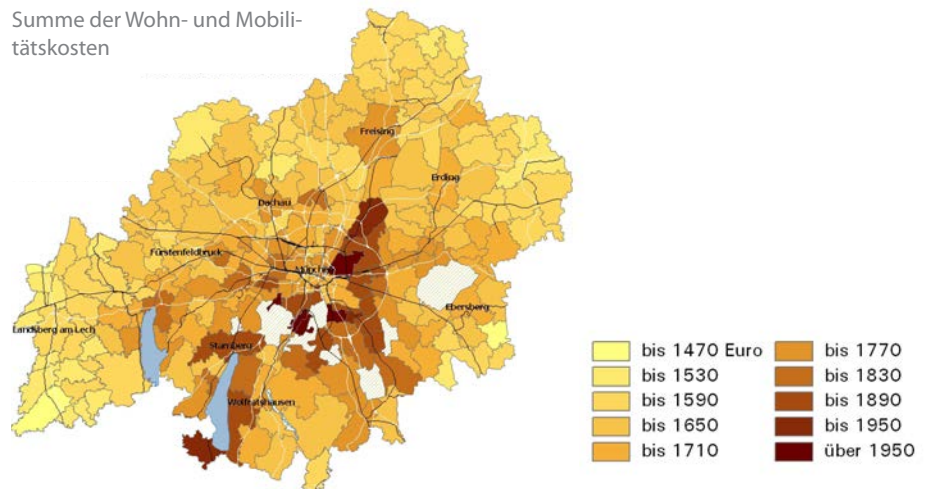 Summe der Wohn- und Mobili-
tätskosten
Freising
Erding
Dachau
Fürstenfeldbruck
München
Ebersberg
Landsberg am Lech
Starnberg
Wolfratshausen
bis 1470 Euro
bis 1530
bis 1590
bis 1650
bis 1710
bis 1770
bis 1830
bis 1890
bis 1950
über 1950